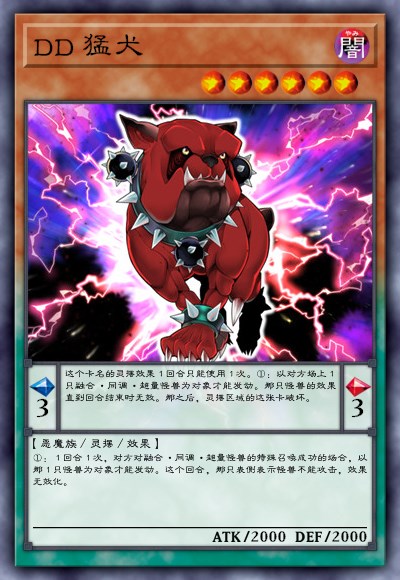 DD 猛犬
やみ
闇
这个卡名的灵摆效果1回合只能使用1次。①：以对方场上1
只融合·同调·超量怪兽为对象才能发动。那只怪兽的效果
直到回合结束时无效。那之后，灵摆区域的这张卡破坏。
3
3
【恶魔族/灵摆/效果】
①：1回合1次，对方对融合·同调·超量怪兽的特殊召唤成功的场合，以
那1只怪兽为对象才能发动。这个回合，那只表侧表示怪兽不能攻击，效果
无效化。
ATK/2000 DEF/2000